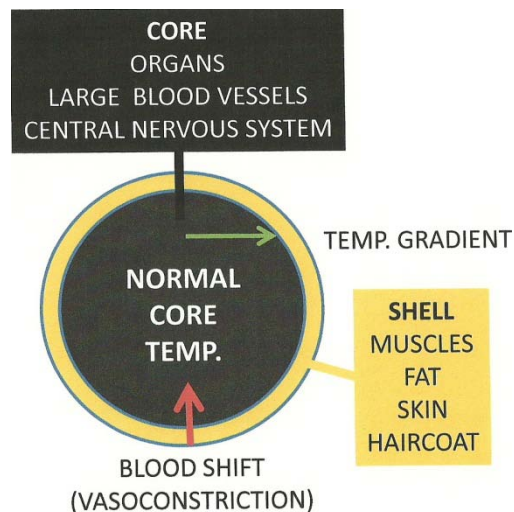 CORE
ORGANS
LARGE BLOOD VESSELS
CENTRAL NERVOUS SYSTEM
TEMP. GRADIENT
NORMAL
CORE
TEMP.
SHELL
MUSCLES
FAT
SKIN
HAIRCOAT
BLOOD SHIFT
(VASOCONSTRICTION)